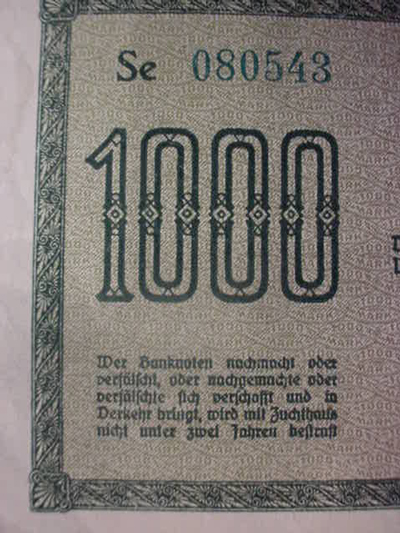 Se 080543
1000
Wer Banknoten nachmacht oder
verfälscht, oder nachgemachte oder
verfälschte sich verschafft und in
Verkehr bringt, wird mit Zuchthaus
nicht unter zwei Jahren bestraft